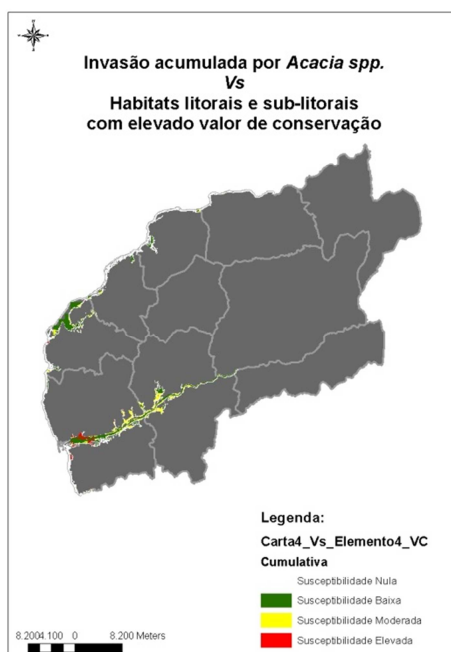 Invasão acumulada por Acacia spp.
Vs
Habitats litorais e sub-litorais
com elevado valor de conservação
Legenda:
Carta4_Vs_Elemento4_VC
Cumulativa
Susceptibilidade Nula
Susceptibilidade Baixa
Susceptibilidade Moderada
Susceptibilidade Elevada
8.2004.100 0 8.200 Meters